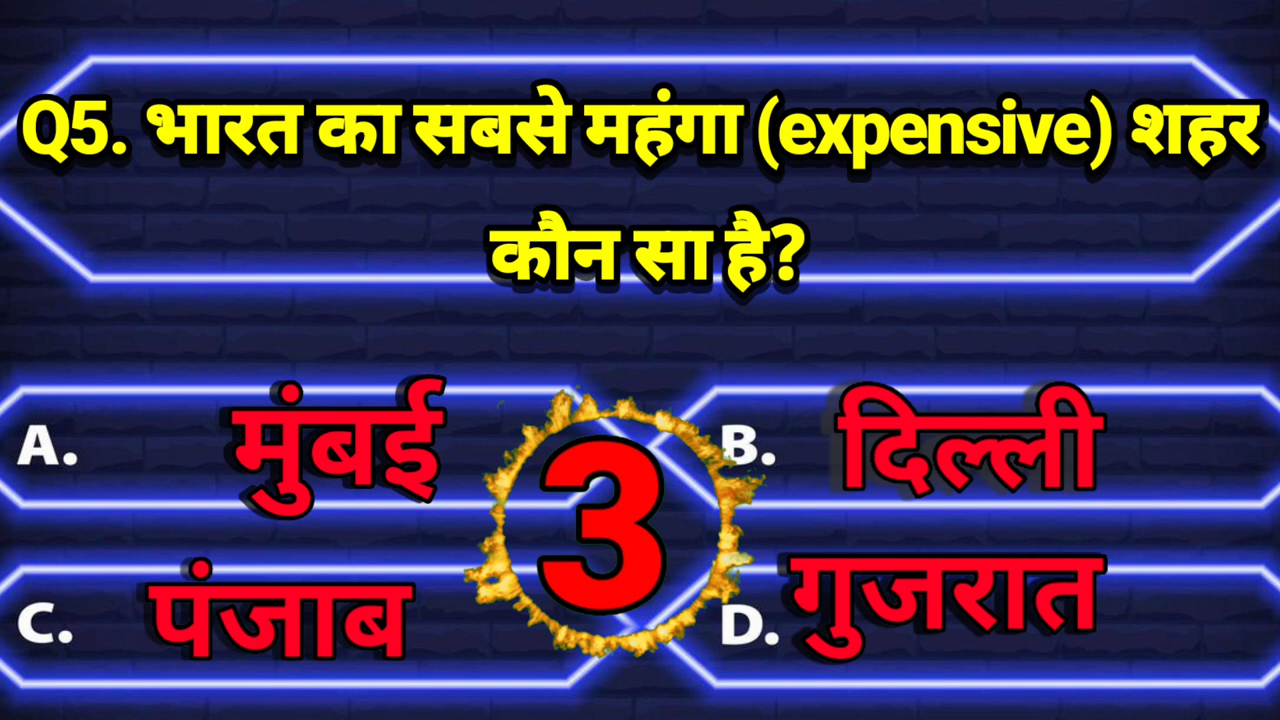 Q5. भारत का सबसे महंगा (expensive) शहर
कौन सा है?
A. मुंबई
B. दिल्ली
3
C. पंजाब
D. गुजरात